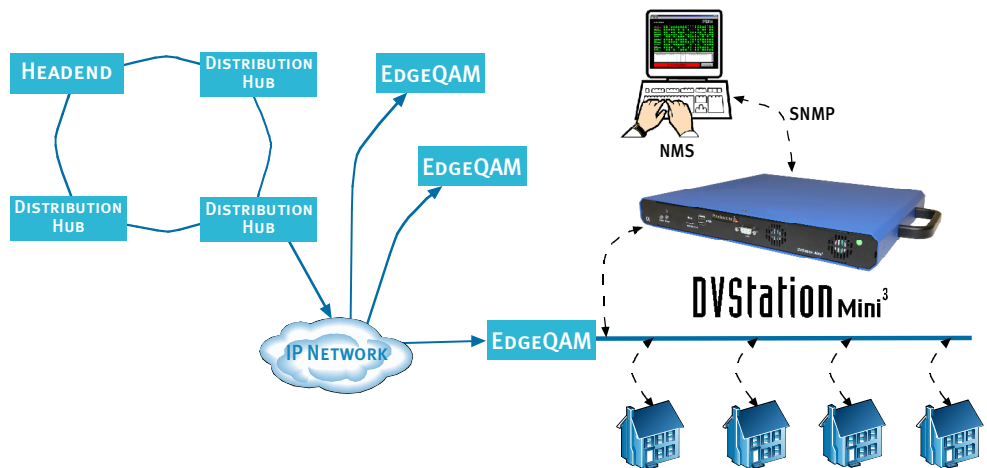 HEADEND
DISTRIBUTION
HUB
EDGEQAM
SNMP
NMS
EDGEQAM
DISTRIBUTION
HUB
DISTRIBUTION
HUB
DVStation Mini³
IP NETWORK
EDGEQAM